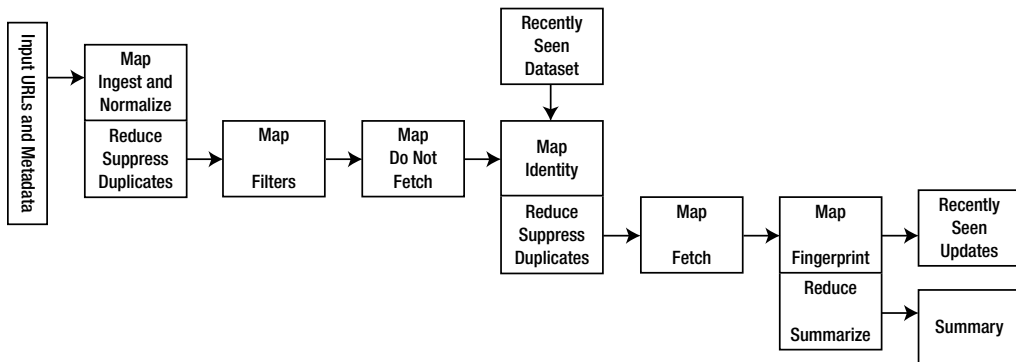 Input URLs and Metadata
Map
Ingest and
Normalize
Reduce
Suppress
Duplicates
Map
Filters
Map
Do Not
Fetch
Recently
Seen
Dataset
Map
Identity
Reduce
Suppress
Duplicates
Map
Fetch
Map
Fingerprint
Reduce
Summarize
Recently
Seen
Updates
Summary